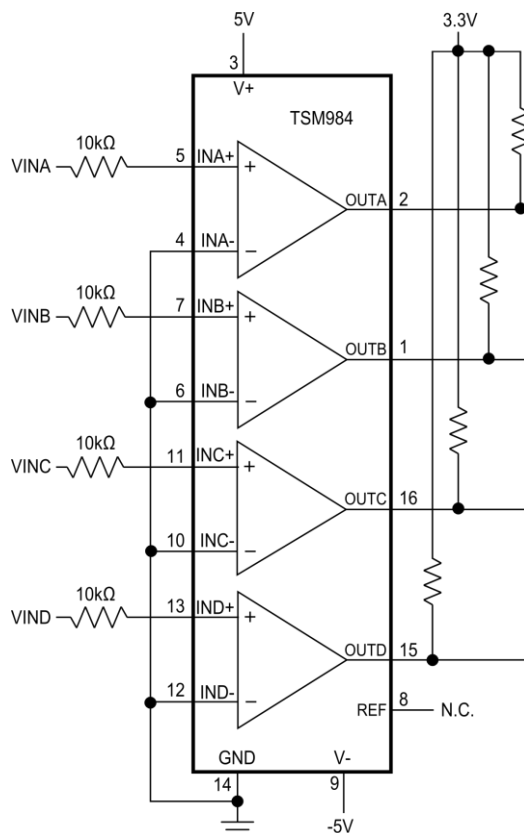 5V
3.3V
3
V+
TSM984
10kΩ
VINA
5
INA+
+
OUTA
2
4
INA-
−
10kΩ
VINB
7
INB+
+
OUTB
1
6
INB-
−
10kΩ
VINC
11
INC+
+
OUTC
16
10
INC-
−
10kΩ
VIND
13
IND+
+
OUTD
15
12
IND-
−
REF
8
N.C.
GND
V-
14
9
-5V